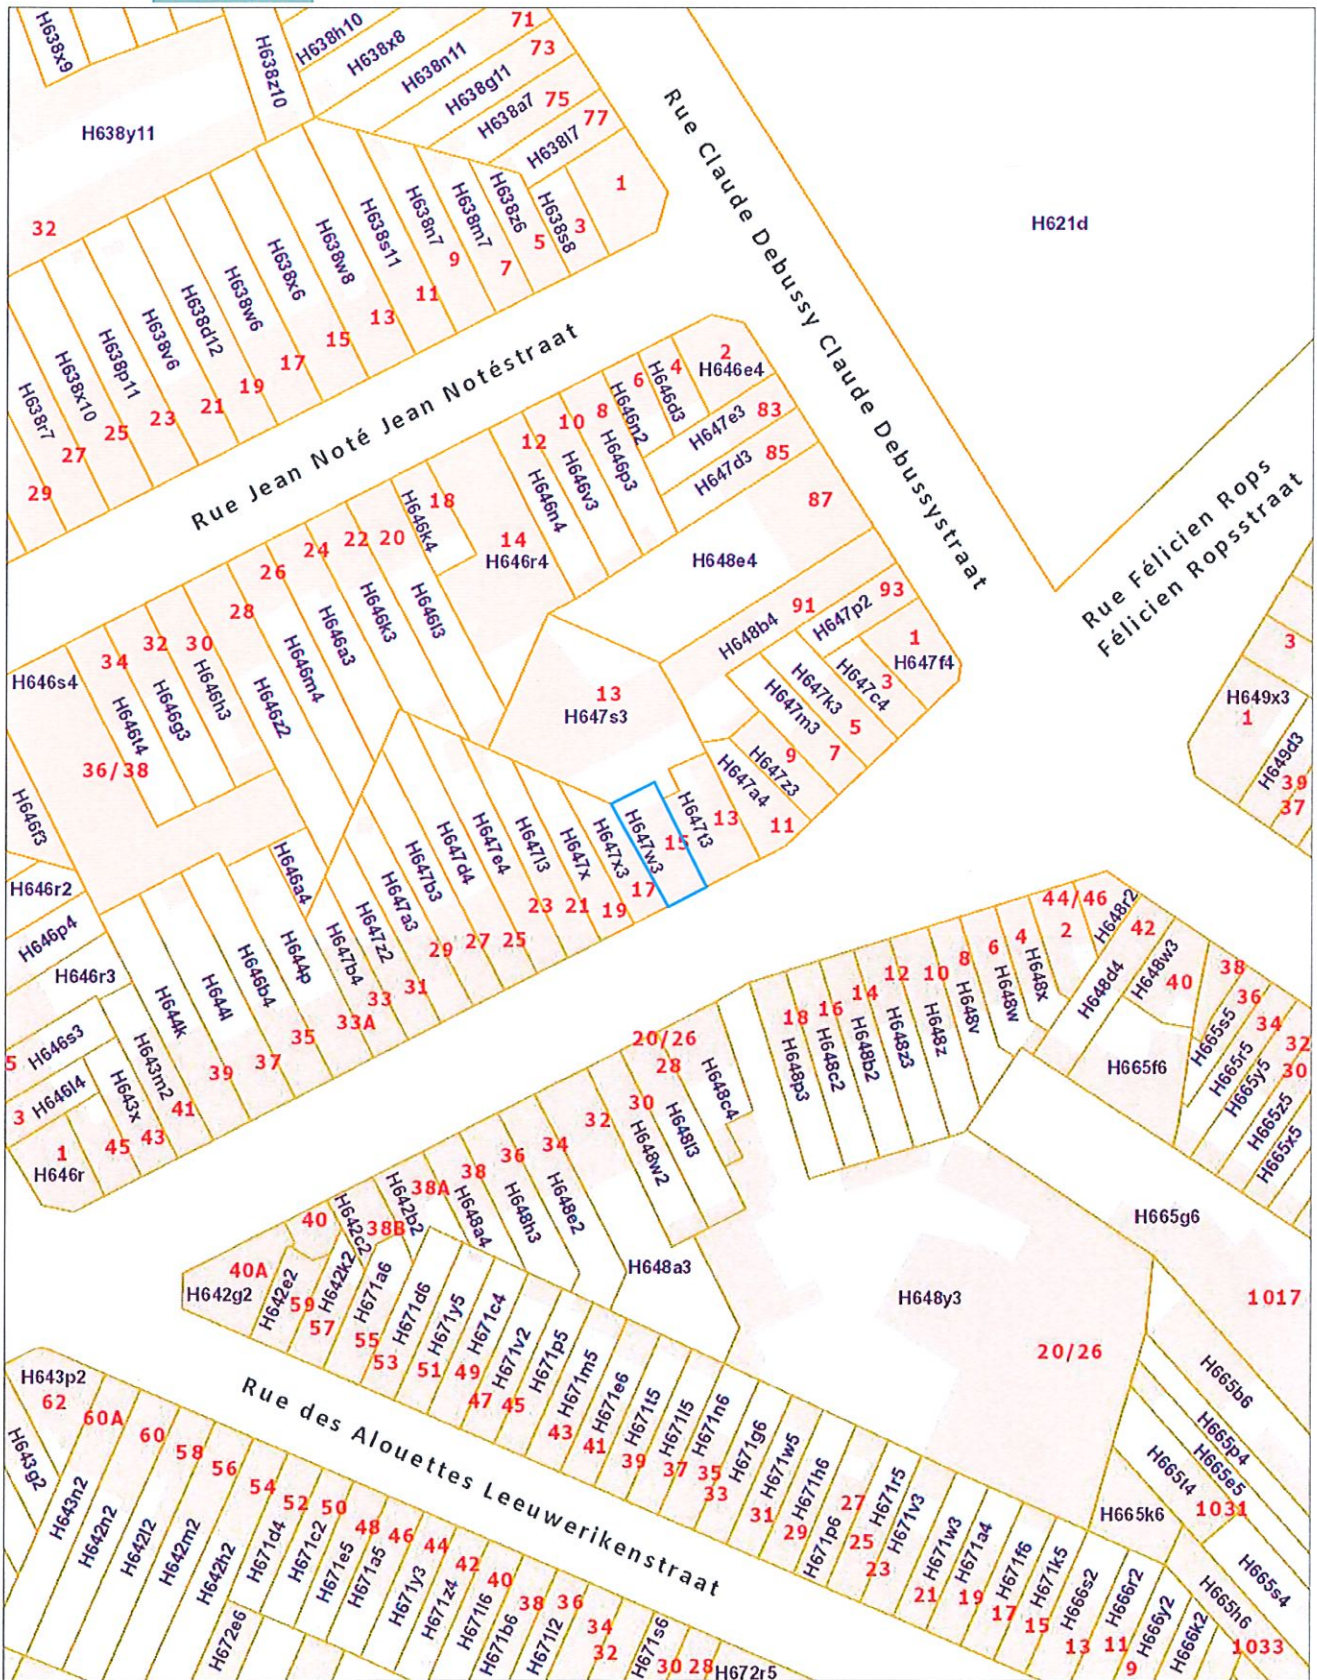 H638x9
H638z10
H638h10
H638x8
H638n11
71
73
H638g11
H638a7
75
77
H638l7
H638y11
32
1
3
H638s8
5
H638z6
7
H638m7
9
H638n7
11
H638s11
13
H638w8
15
H638x6
17
H638w6
19
H638d12
21
H638v6
23
H638p11
25
H638x10
27
H638r7
29
Rue Claude Debussy Claude Debussystraat
H621d
Rue Jean Noté Jean Notéstraat
2
H646e4
4
H646d3
6
H646n2
8
H646p3
10
H646v3
12
H646n4
H647e3
83
H647d3
85
87
H648e4
14
H646r4
18
H646k4
20
H646l3
22
H646k3
24
H646a3
26
H646m4
28
H646z2
30
H646h3
32
H646g3
34
H646t4
H646s4
36/38
H646f3
H646r2
H646p4
H646r3
H646s3
5
H646l4
3
1
H646r
Rue Félicien Rops
Félicien Ropsstraat
3
H649x3
1
H649d3
39
37
91
H648b4
93
H647p2
1
H647f4
3
H647c4
5
H647k3
7
H647m3
9
H647z3
11
H647a4
13
H647t3
15
H647w3
17
H647x3
19
H647x
21
H647l3
23
H647e4
25
H647d4
27
H647b3
29
H647a3
31
H647z2
33
H647b4
33A
H646a4
H644p
35
H646b4
37
H644l
39
H644k
41
H643m2
43
H643x
45
13
H647s3
44/46
2
H648r2
42
H648d4
H648w3
40
38
H665s5
36
H665r5
34
H665y5
32
30
H665z5
H665x5
H665f6
4
H648x
6
H648w
8
H648v
10
H648z
12
H648z3
14
H648b2
16
H648c2
18
H648p3
20/26
28
H648c4
30
H648l3
32
H648w2
34
H648e2
36
H648h3
38
H648a4
38A
H642b2
38B
H642c2
40
H642k2
40A
H642g2
H642e2
H648a3
H648y3
20/26
H665g6
1017
H665b6
H665p4
H665e5
H665t4
1031
H665k6
H665s4
H665h6
1033
59
57
H671a6
55
53
H671d6
51
H671y5
49
H671c4
47
H671v2
45
H671p5
43
H671m5
41
H671e6
39
H671t5
37
H671l5
35
H671n6
33
H671g6
31
H671w5
29
H671h6
H671p6
27
25
H671r5
23
H671v3
21
H671w3
19
H671a4
17
H671f6
15
H671k5
13
H666s2
11
H666r2
9
H666y2
H666k2
Rue des Alouettes Leeuwerikenstraat
H643p2
62
H643g2
60A
H643n2
60
H642n2
58
H642l2
56
H642m2
54
H642h2
52
H671d4
50
H671c2
48
H671e5
46
H671a5
44
H671y3
42
H671z4
40
H671l6
38
H671b6
36
H671l2
34
32
H671s6
30
28
H672r5
H672e6